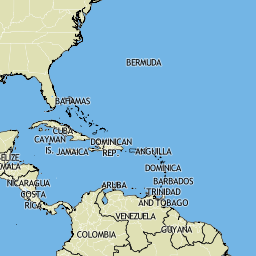 BERMUDA
BAHAMAS
CUBA
CAYMAN
IS.
JAMAICA
DOMINICAN
REP.
ANGUILLA
ELIZE
MALA
DOMINICA
NICARAGUA
ARUBA
BARBADOS
COSTA
RICA
TRINIDAD
AND TOBAGO
VENEZUELA
GUYANA
COLOMBIA